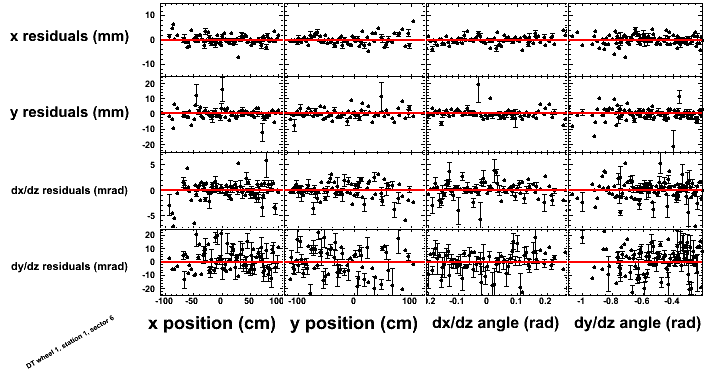 x residuals (mm)
10
0
-10
y residuals (mm)
20
10
0
-10
-20
dx/dz residuals (mrad)
5
0
-5
dy/dz residuals (mrad)
20
10
0
-10
-20
-100 -50 0 50 100
-100 0 100
-0.1 0 0.1 0.2
-1 -0.8 -0.6 -0.4
x position (cm) y position (cm) dx/dz angle (rad) dy/dz angle (rad)
DT wheel 1, station 1, sector 6